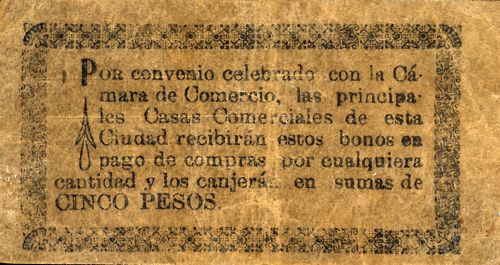 POR convenio celebrado con la Cá-
mara de Comercio, las principa-
les Casas Comerciales de esta
Ciudad recibirán estos bonos en
pago de compras por cualquiera
cantidad y los canjerán en sumas de
CINCO PESOS.